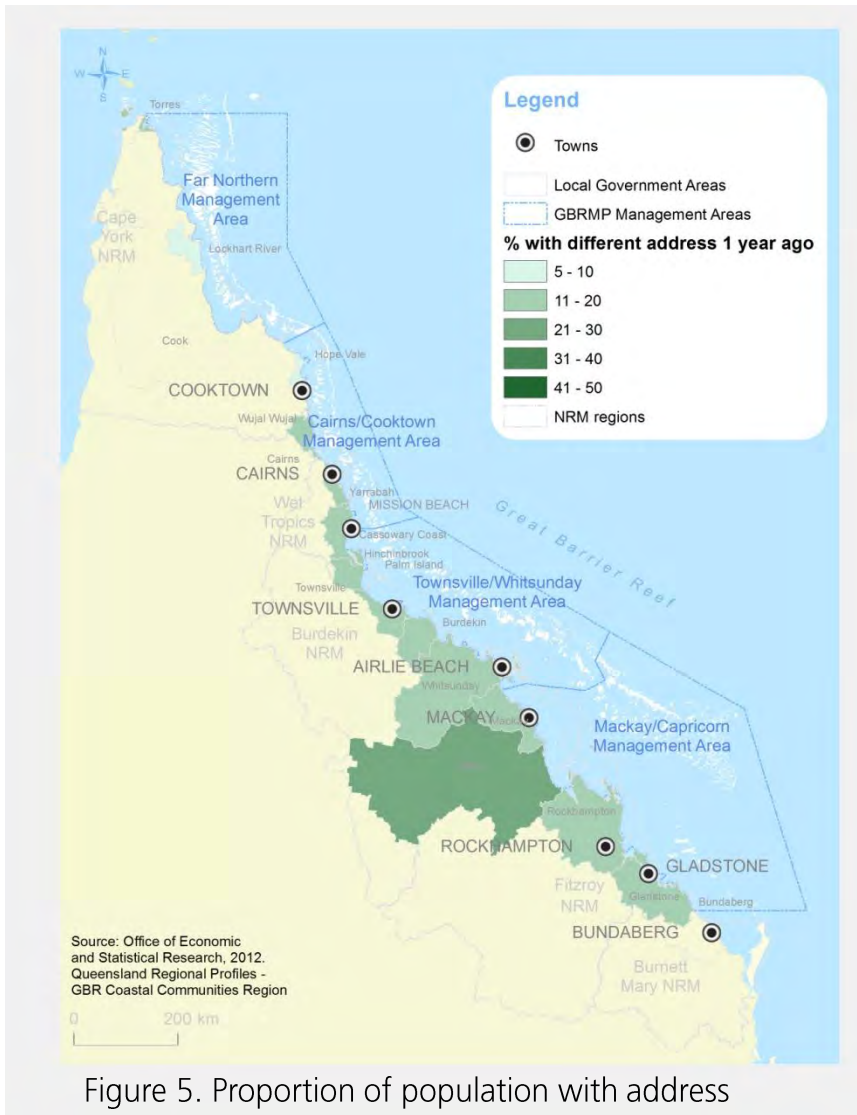 N
W E
S
Torres
Far Northern
Management
Area
Cape
York
NRM
Lockhart River
Cook
Hope Vale
COOKTOWN
Wujal Wujal
Cairns/Cooktown
Management Area
Cairns
CAIRNS
Yarrabah
MISSION BEACH
Wet
Tropics
NRM
Cassowary Coast
Hinchinbrook
Palm Island
Great Barrier Reef
Townsville
TOWNSVILLE
Townsville/Whitsunday
Management Area
Burdekin
Burdekin
NRM
AIRLIE BEACH
Whitsunday
MACKAY
Mackay/Capricorn
Management Area
Rockhampton
ROCKHAMPTON
GLADSTONE
Fitzroy
NRM
Gladstone
Bundaberg
BUNDABERG
Burnett
Mary NRM
Legend
Towns
Local Government Areas
GBRMP Management Areas
% with different address 1 year ago
5 - 10
11 - 20
21 - 30
31 - 40
41 - 50
NRM regions
Source: Office of Economic
and Statistical Research, 2012.
Queensland Regional Profiles -
GBR Coastal Communities Region
0 200 km
Figure 5. Proportion of population with address